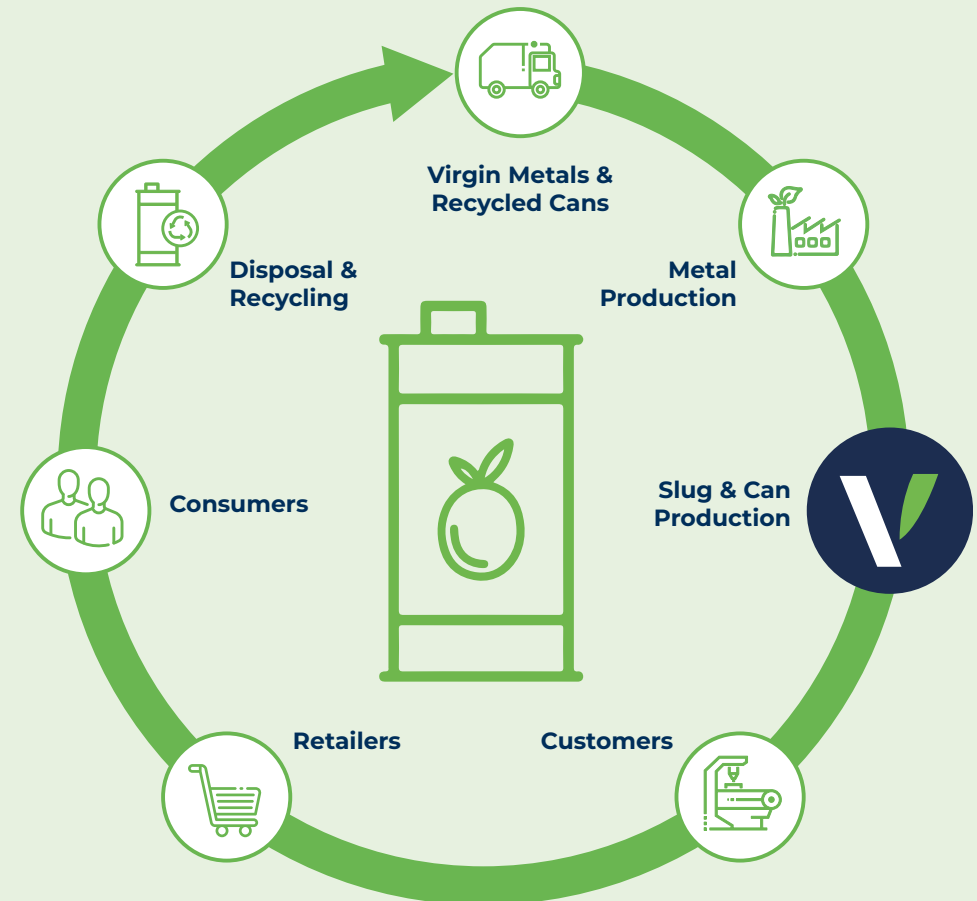 Virgin Metals &
Recycled Cans
Metal
Production
Slug & Can
Production
Customers
Retailers
Consumers
Disposal &
Recycling